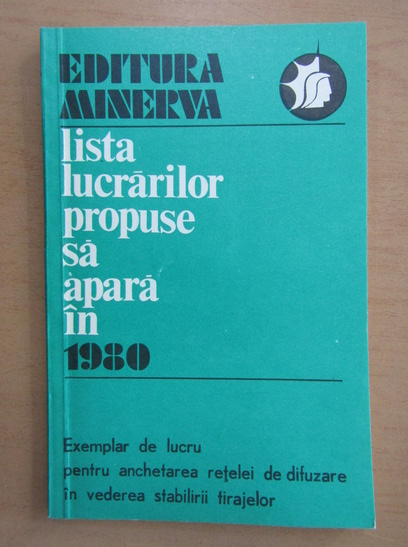 EDITURA
MINERVA
lista
lucrărilor
propuse
să
apară
în
1980
Exemplar de lucru
pentru anchetarea reţelei de difuzare
în vederea stabilirii tirajelor